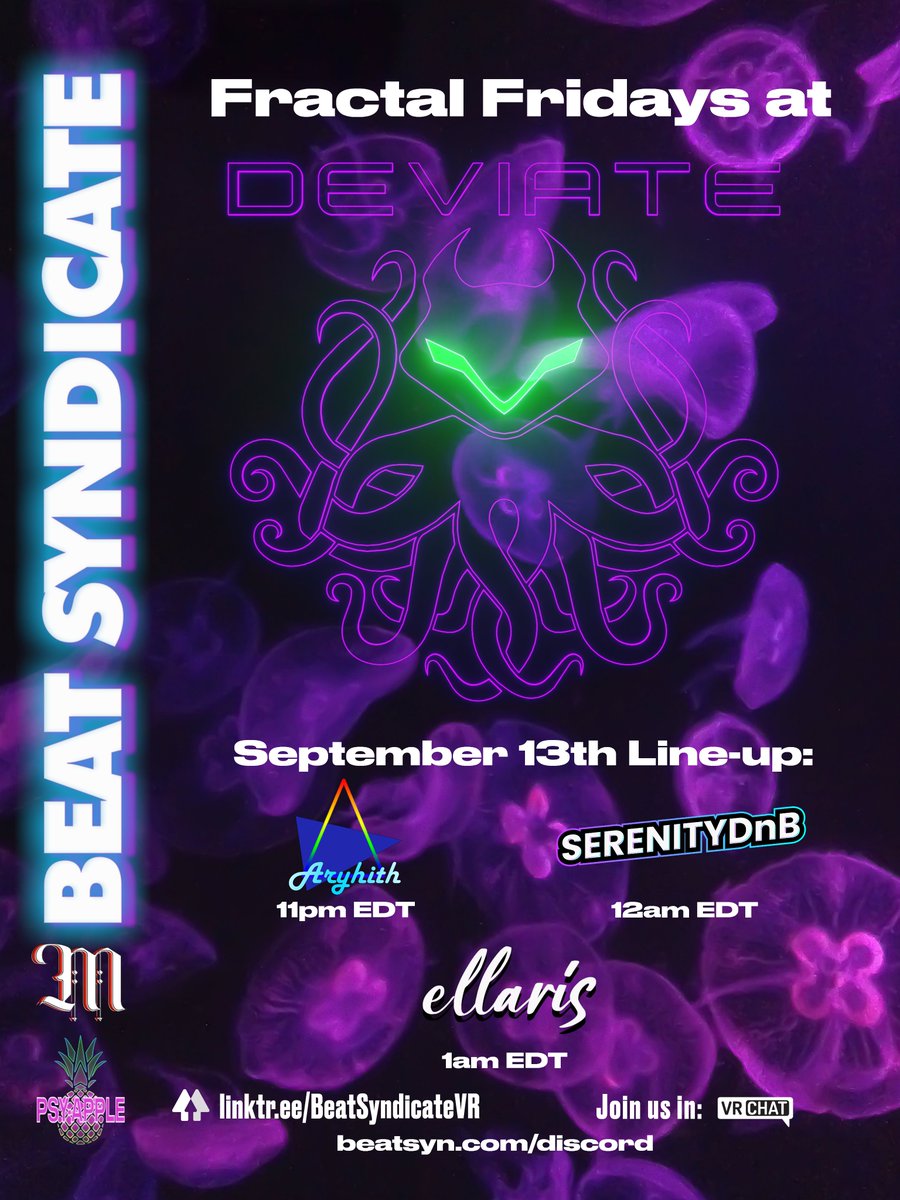 BEAT SYNDICATE
Fractal Fridays at
DEVIATE
September 13th Line-up:
Aryhith
11pm EDT
SERENITYDnB
12am EDT
ellaris
1am EDT
M
PSYAPPLE
linktr.ee/BeatSyndicateVR
Join us in: VRCHAT
beatsyn.com/discord